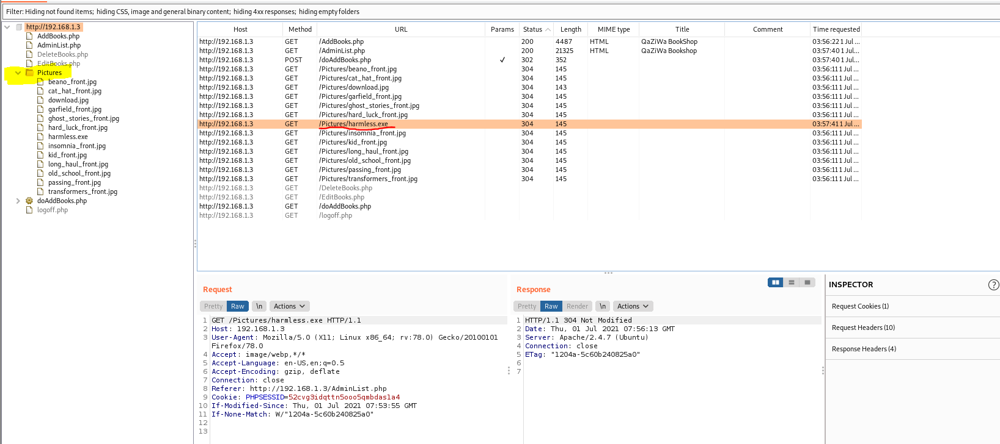 Filter: Hiding not found items; hiding CSS, image and general binary content; hiding 4xx responses; hiding empty folders
http://192.168.1.3
AddBooks.php
AdminList.php
DeleteBooks.php
EditBooks.php
Pictures
beano_front.jpg
cat_hat_front.jpg
download.jpg
garfield_front.jpg
ghost_stories_front.jpg
hard_luck_front.jpg
harmless.exe
insomnia_front.jpg
kid_front.jpg
long_haul_front.jpg
old_school_front.jpg
passing_front.jpg
transformers_front.jpg
doAddBooks.php
logoff.php
Host Method URL Params Status Length MIME type Title Comment Time requested
http://192.168.1.3 GET /AddBooks.php 200 4487 HTML QaZiWa BookShop 03:56:22 1 Jul ...
http://192.168.1.3 GET /AdminList.php 200 21325 HTML QaZiWa Bookshop 03:57:40 1 Jul ...
http://192.168.1.3 POST /doAddBooks.php ✓ 302 352 03:57:40 1 Jul ...
http://192.168.1.3 GET /Pictures/beano_front.jpg 304 145 03:56:11 1 Jul ...
http://192.168.1.3 GET /Pictures/cat_hat_front.jpg 304 145 03:56:11 1 Jul ...
http://192.168.1.3 GET /Pictures/download.jpg 304 143 03:56:11 1 Jul ...
http://192.168.1.3 GET /Pictures/garfield_front.jpg 304 145 03:56:11 1 Jul ...
http://192.168.1.3 GET /Pictures/ghost_stories_front.jpg 304 145 03:56:11 1 Jul ...
http://192.168.1.3 GET /Pictures/hard_luck_front.jpg 304 145 03:56:11 1 Jul ...
http://192.168.1.3 GET /Pictures/harmless.exe 304 145 03:57:41 1 Jul ...
http://192.168.1.3 GET /Pictures/insomnia_front.jpg 304 145 03:56:11 1 Jul ...
http://192.168.1.3 GET /Pictures/kid_front.jpg 304 145 03:56:11 1 Jul ...
http://192.168.1.3 GET /Pictures/long_haul_front.jpg 304 145 03:56:11 1 Jul ...
http://192.168.1.3 GET /Pictures/old_school_front.jpg 304 145 03:56:11 1 Jul ...
http://192.168.1.3 GET /Pictures/passing_front.jpg 304 145 03:56:11 1 Jul ...
http://192.168.1.3 GET /Pictures/transformers_front.jpg 304 145 03:56:11 1 Jul ...
http://192.168.1.3 GET /DeleteBooks.php
http://192.168.1.3 GET /EditBooks.php
http://192.168.1.3 GET /doAddBooks.php
http://192.168.1.3 GET /logoff.php
Request
Pretty Raw \n Actions
1 GET /Pictures/harmless.exe HTTP/1.1
2 Host: 192.168.1.3
3 User-Agent: Mozilla/5.0 (X11; Linux x86_64; rv:78.0) Gecko/20100101
Firefox/78.0
4 Accept: image/webp,*/*
5 Accept-Language: en-US,en;q=0.5
6 Accept-Encoding: gzip, deflate
7 Connection: close
8 Referer: http://192.168.1.3/AdminList.php
9 Cookie: PHPSESSID=52cvg3idqttn5ooo5qmbdas1a4
10 If-Modified-Since: Thu, 01 Jul 2021 07:53:55 GMT
11 If-None-Match: W/"1204a-5c60b240825a0"
12
13
Response
Pretty Raw Render \n Actions
1 HTTP/1.1 304 Not Modified
2 Date: Thu, 01 Jul 2021 07:56:13 GMT
3 Server: Apache/2.4.7 (Ubuntu)
4 Connection: close
5 ETag: "1204a-5c60b240825a0"
6
7
INSPECTOR ?
Request Cookies (1)
Request Headers (10)
Response Headers (4)